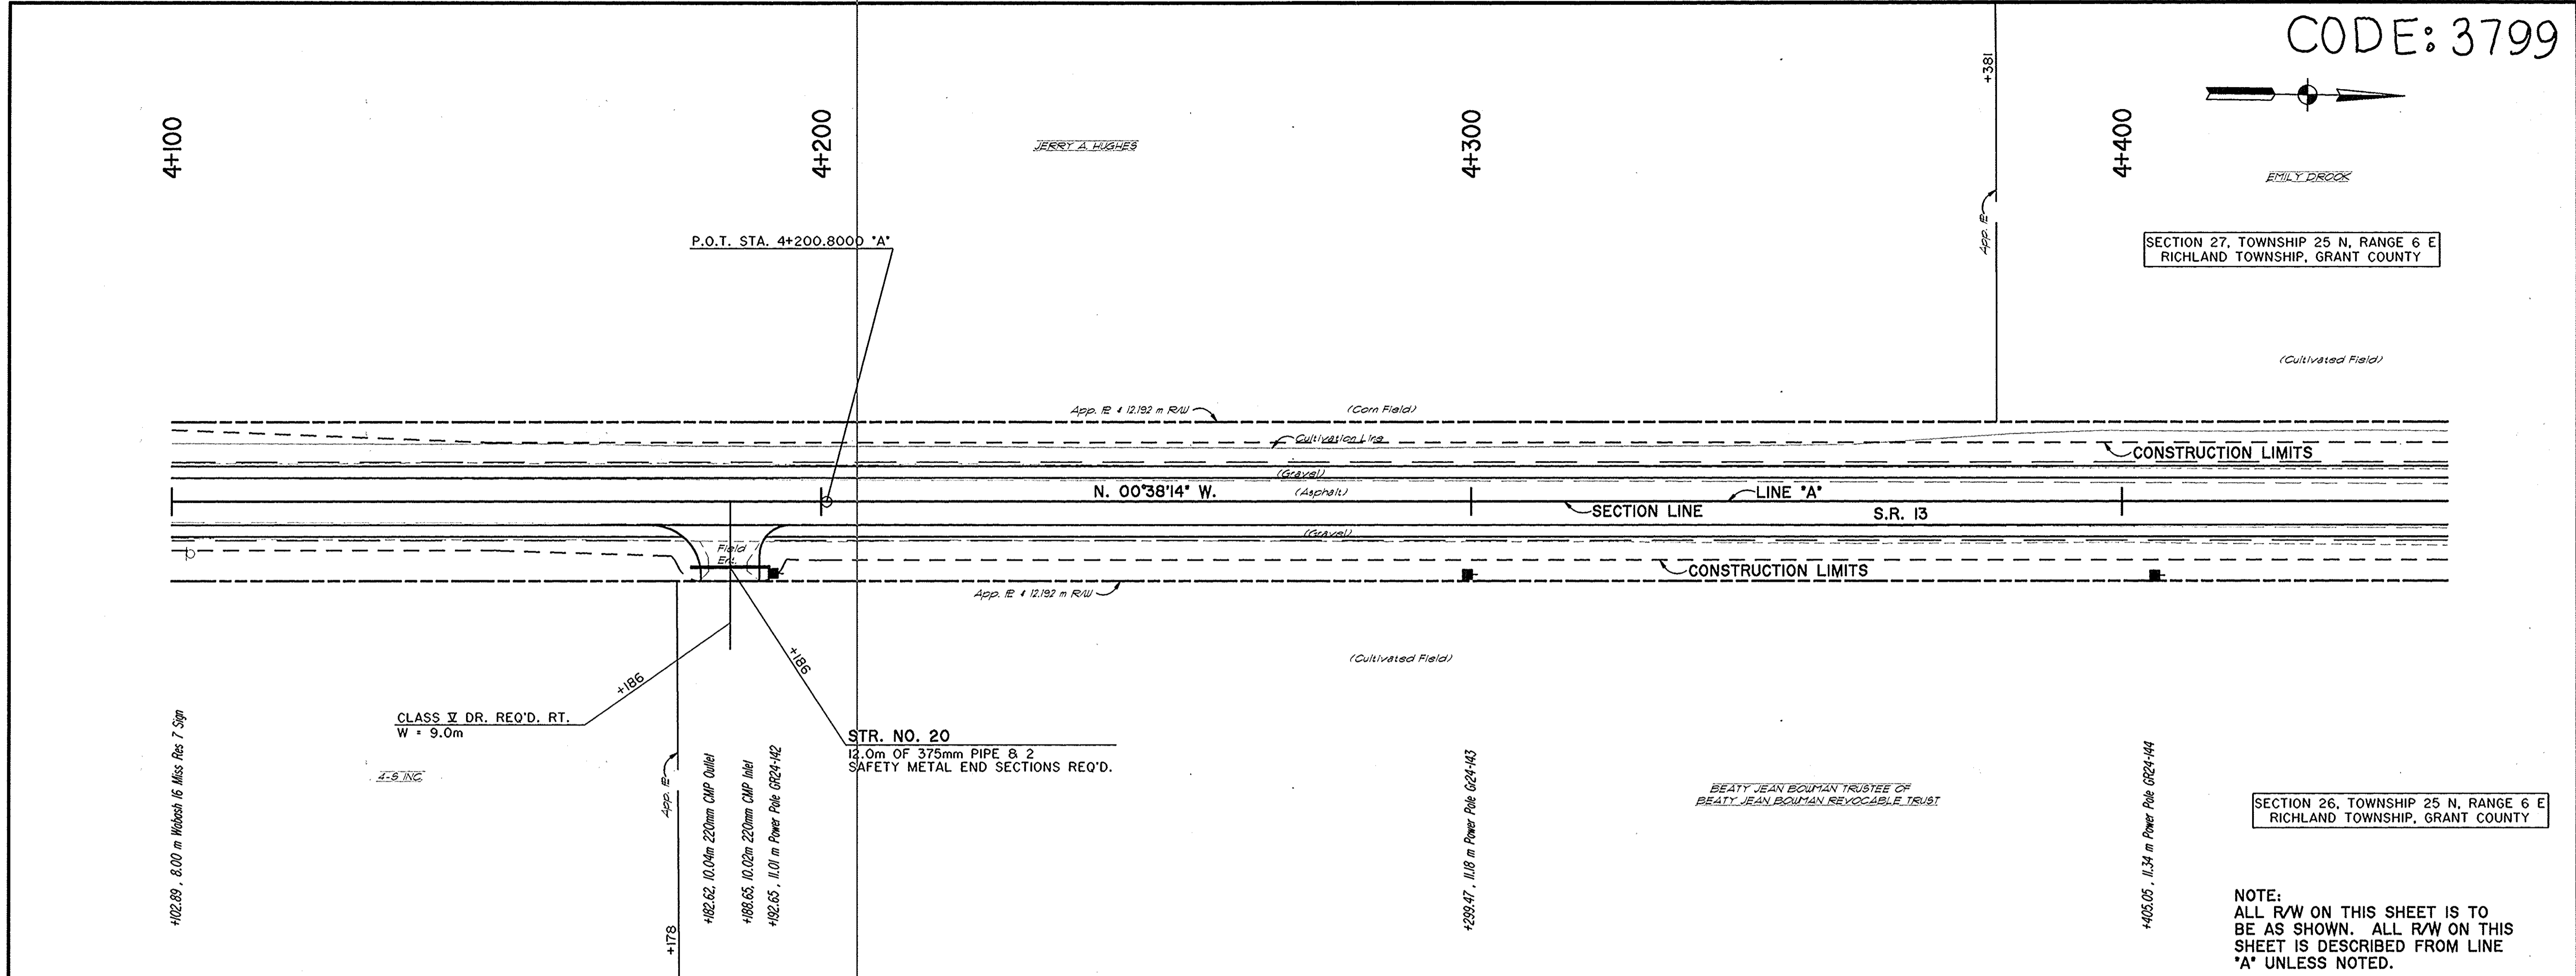 CODE: 3799
4+100
4+200
4+300
4+400
+381
JERRY A. HUGHES
EMILY DROOK
P.O.T. STA. 4+200.8000 "A"
App. PL
SECTION 27, TOWNSHIP 25 N, RANGE 6 E
RICHLAND TOWNSHIP, GRANT COUNTY
(Cultivated Field)
App. PL & 12.192 m R/W
(Corn Field)
Cultivation Line
CONSTRUCTION LIMITS
(Gravel)
N. 00°38'14" W.
(Asphalt)
LINE "A"
SECTION LINE
S.R. 13
(Gravel)
Field
Ent.
CONSTRUCTION LIMITS
App. PL & 12.192 m R/W
(Cultivated Field)
+186
+186
CLASS V DR. REQ'D. RT.
W = 9.0m
STR. NO. 20
12.0m OF 375mm PIPE & 2
SAFETY METAL END SECTIONS REQ'D.
4-S INC.
App. PL
+178
+102.89 , 8.00 m Wabash 16 Miss Res 7 Sign
+182.62, 10.04m 220mm CMP Outlet
+188.65, 10.02m 220mm CMP Inlet
+192.65 , 11.01 m Power Pole GR24-142
+299.47 , 11.18 m Power Pole GR24-143
+405.05 , 11.34 m Power Pole GR24-144
BEATY JEAN BOWMAN TRUSTEE OF
BEATY JEAN BOWMAN REVOCABLE TRUST
SECTION 26, TOWNSHIP 25 N, RANGE 6 E
RICHLAND TOWNSHIP, GRANT COUNTY
NOTE:
ALL R/W ON THIS SHEET IS TO
BE AS SHOWN. ALL R/W ON THIS
SHEET IS DESCRIBED FROM LINE
"A" UNLESS NOTED.